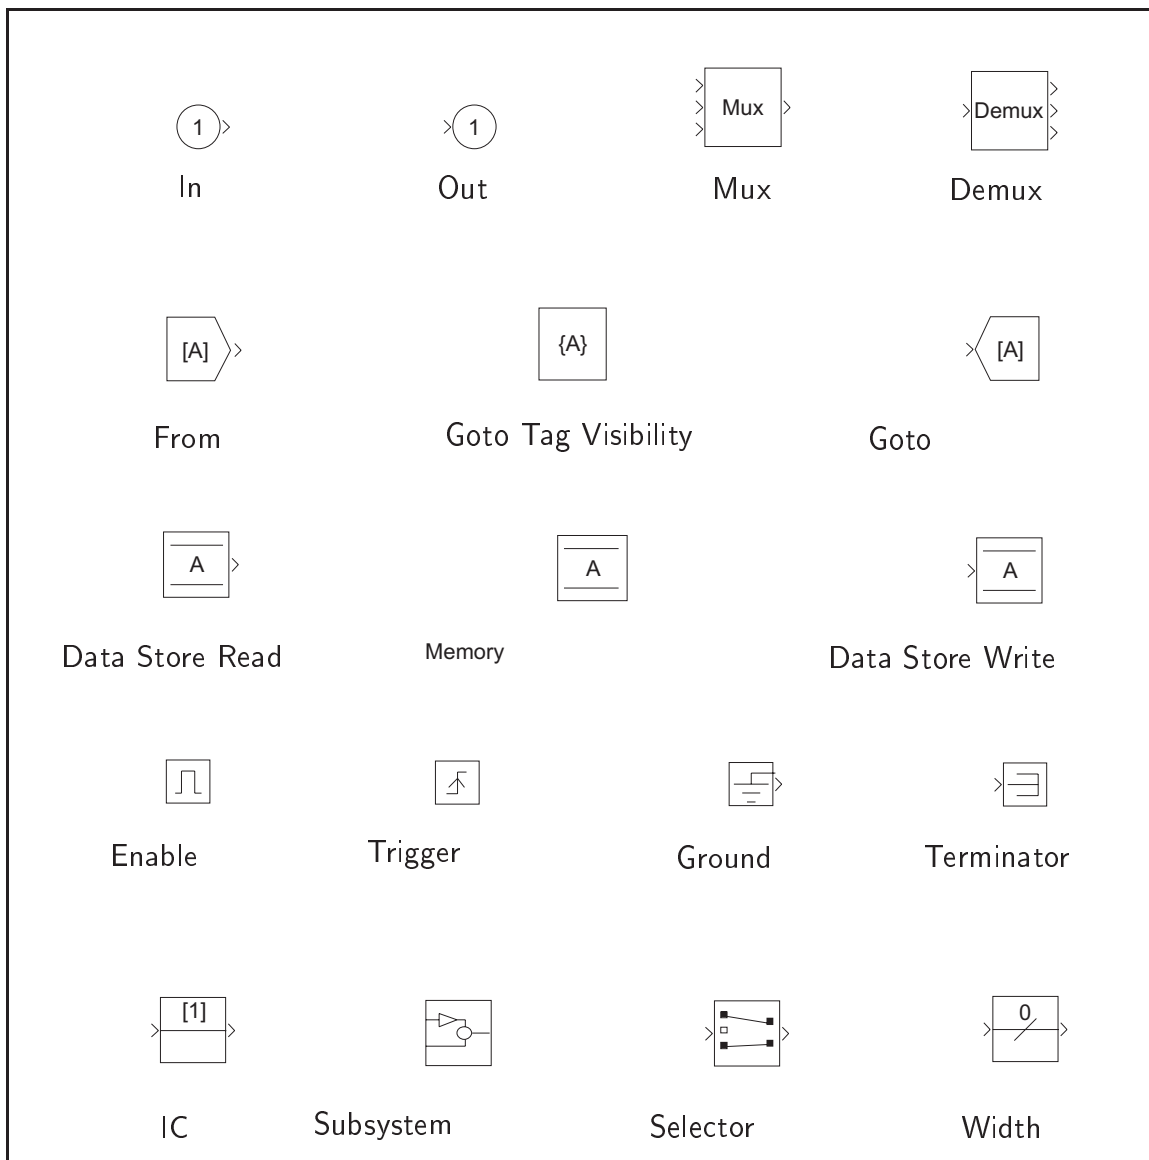 1 1 Mux Demux
In Out Mux Demux
[A] {A} [A]
From Goto Tag Visibility Goto
A A A
Data Store Read Memory Data Store Write
Enable Trigger Ground Terminator
[1] 0
IC Subsystem Selector Width